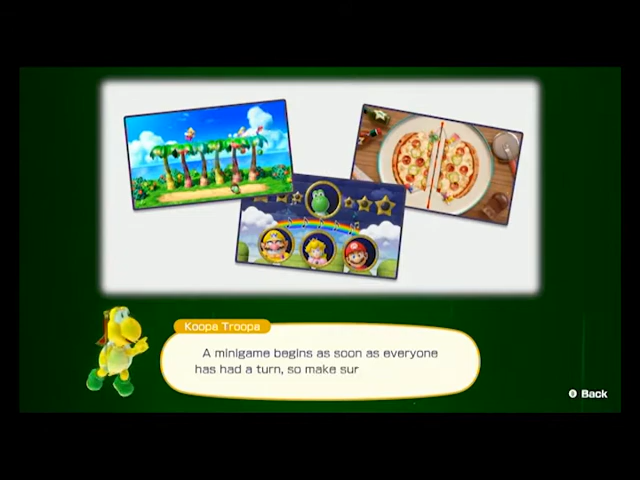 Koopa Troopa
A minigame begins as soon as everyone
has had a turn, so make sur
Back